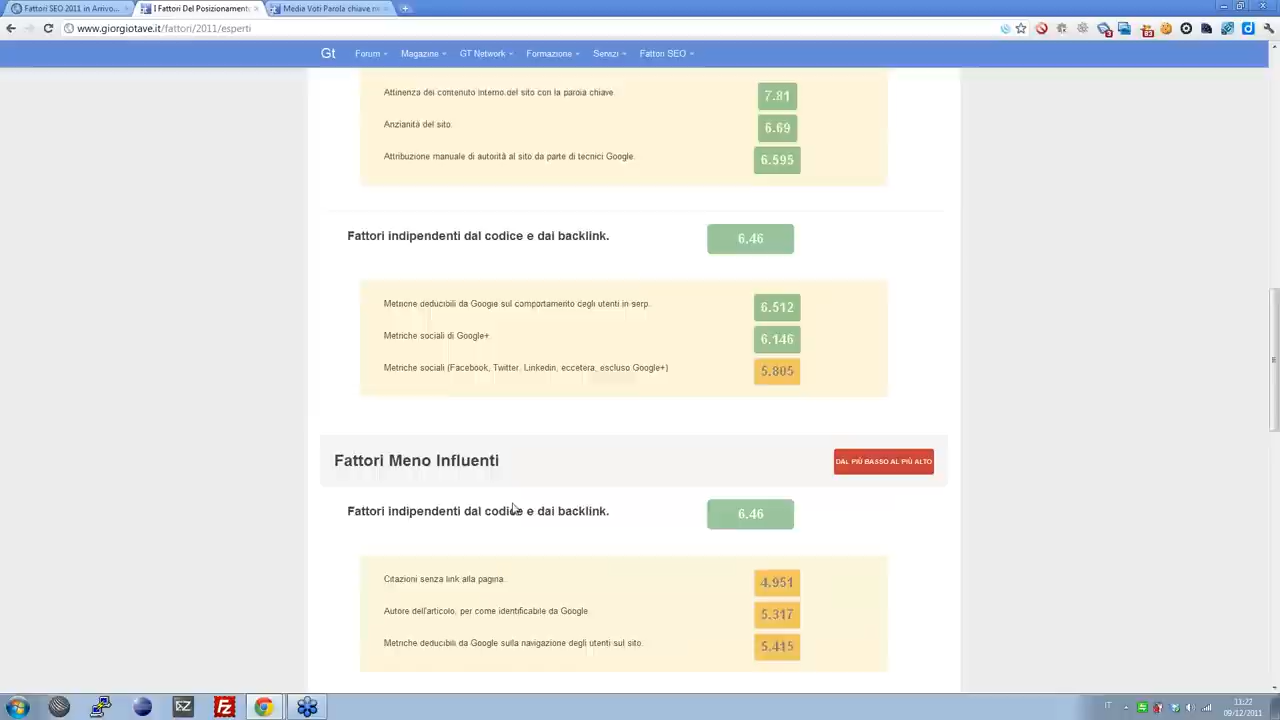 Fattori SEO 2011 in Arrivo...
I Fattori Del Posizionament
Media Voti Parola chiave ne
www.giorgiotave.it/fattori/2011/esperti
Gt Forum Magazine GT Network Formazione Servizi Fattori SEO
Attinenza del contenuto interno del sito con la parola chiave 7.81
Anzianità del sito. 6.69
Attribuzione manuale di autorità al sito da parte di tecnici Google. 6.595
Fattori indipendenti dal codice e dai backlink. 6.46
Metriche deducibili da Google sul comportamento degli utenti in serp. 6.512
Metriche sociali di Google+. 6.146
Metriche sociali (Facebook, Twitter, Linkedin, eccetera, escluso Google+) 5.805
Fattori Meno Influenti DAL PIÙ BASSO AL PIÙ ALTO
Fattori indipendenti dal codice e dai backlink. 6.46
Citazioni senza link alla pagina. 4.951
Autore dell'articolo, per come identificabile da Google 5.317
Metriche deducibili da Google sulla navigazione degli utenti sul sito. 5.415
IT 11:27
09/12/2011